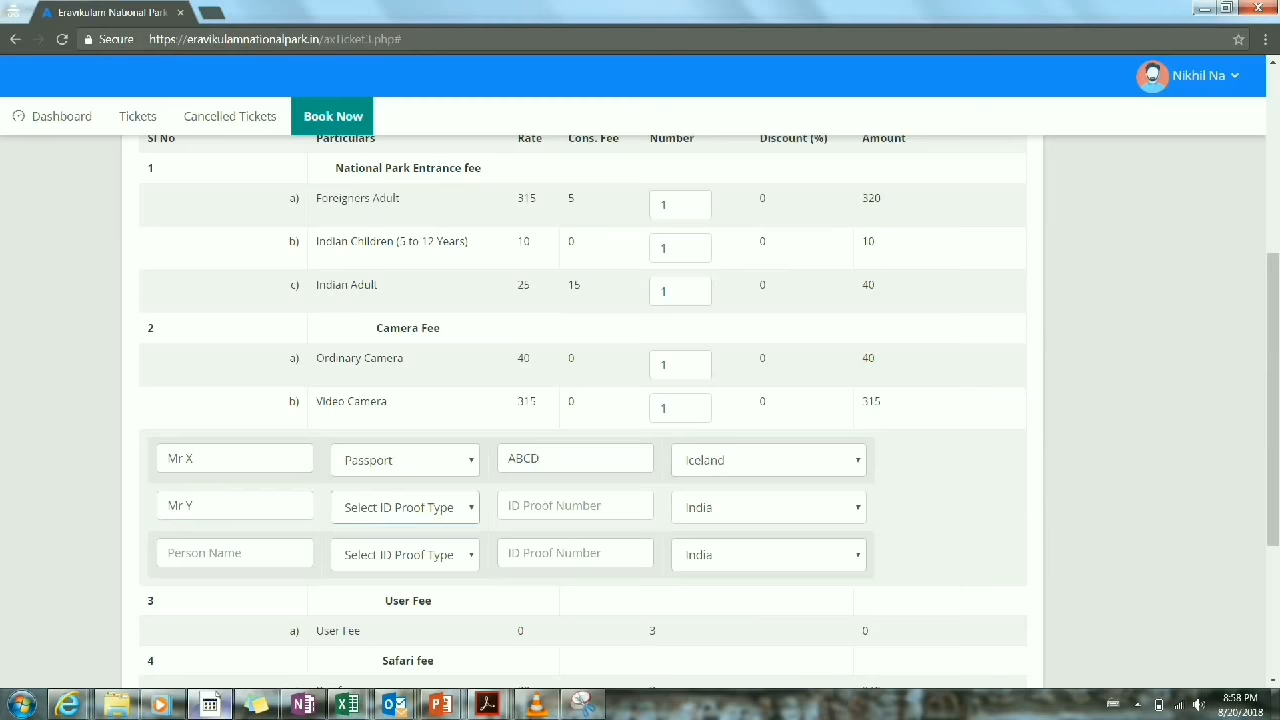 Eravikulam National Park
Secure https://eravikulamnationalpark.in/axTicket3.php#
Nikhil Na
Dashboard Tickets Cancelled Tickets Book Now
Sl No Particulars Rate Cons. Fee Number Discount (%) Amount
1 National Park Entrance fee
a) Foreigners Adult 315 5 1 0 320
b) Indian Children (5 to 12 Years) 10 0 1 0 10
c) Indian Adult 25 15 1 0 40
2 Camera Fee
a) Ordinary Camera 40 0 1 0 40
b) Video Camera 315 0 1 0 315
Mr X Passport ABCD Iceland
Mr Y Select ID Proof Type ID Proof Number India
Person Name Select ID Proof Type ID Proof Number India
3 User Fee
a) User Fee 0 3 0
4 Safari fee
8:58 PM
8/20/2018